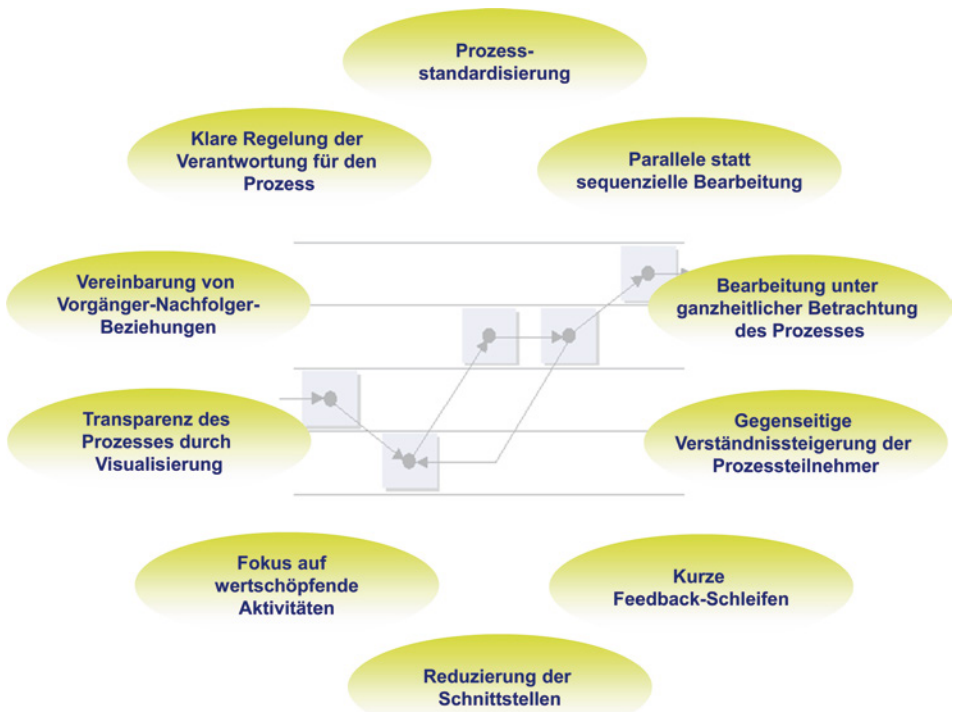 Prozess-
standardisierung
Klare Regelung der
Verantwortung für den
Prozess
Parallele statt
sequenzielle Bearbeitung
Vereinbarung von
Vorgänger-Nachfolger-
Beziehungen
Bearbeitung unter
ganzheitlicher Betrachtung
des Prozesses
Transparenz des
Prozesses durch
Visualisierung
Gegenseitige
Verständnissteigerung der
Prozessteilnehmer
Fokus auf
wertschöpfende
Aktivitäten
Kurze
Feedback-Schleifen
Reduzierung der
Schnittstellen